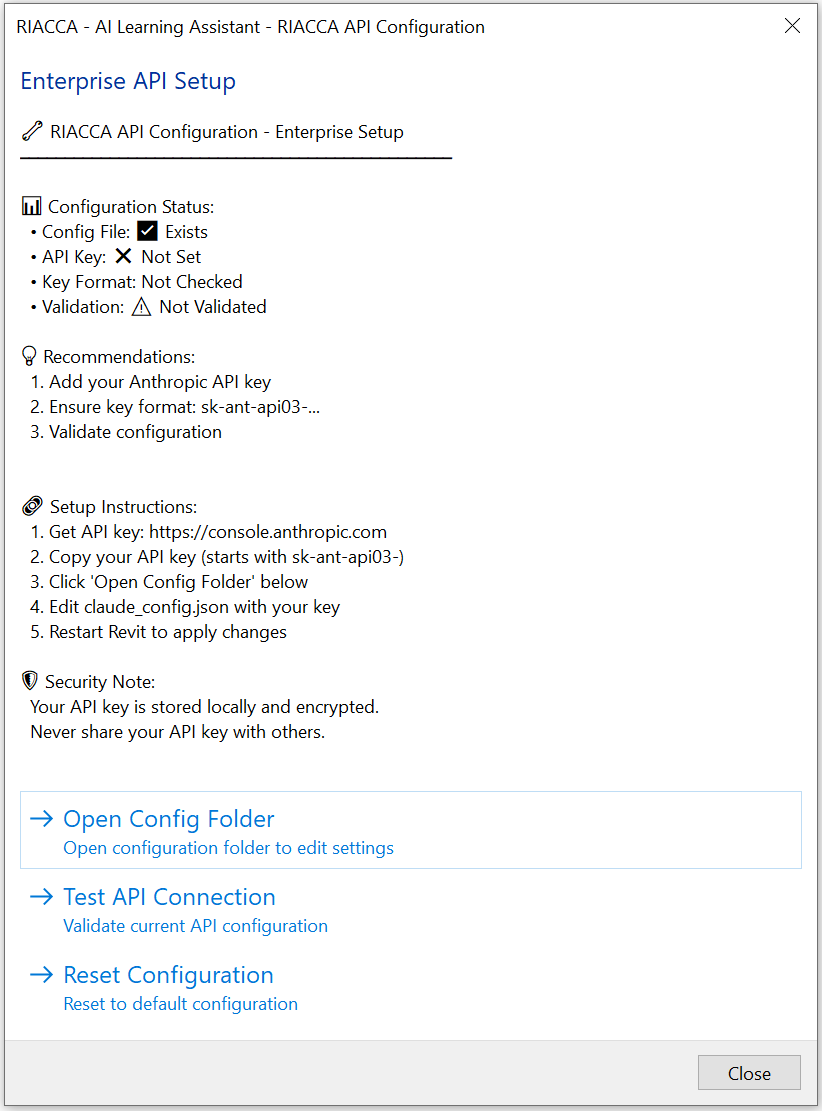 RIACCA - AI Learning Assistant - RIACCA API Configuration
Enterprise API Setup
🔧 RIACCA API Configuration - Enterprise Setup
📊 Configuration Status:
• Config File: ✅ Exists
• API Key: ❌ Not Set
• Key Format: Not Checked
• Validation: ⚠ Not Validated
💡 Recommendations:
1. Add your Anthropic API key
2. Ensure key format: sk-ant-api03-...
3. Validate configuration
🔗 Setup Instructions:
1. Get API key: https://console.anthropic.com
2. Copy your API key (starts with sk-ant-api03-)
3. Click 'Open Config Folder' below
4. Edit claude_config.json with your key
5. Restart Revit to apply changes
🛡 Security Note:
Your API key is stored locally and encrypted.
Never share your API key with others.
→ Open Config Folder
Open configuration folder to edit settings
→ Test API Connection
Validate current API configuration
→ Reset Configuration
Reset to default configuration
Close